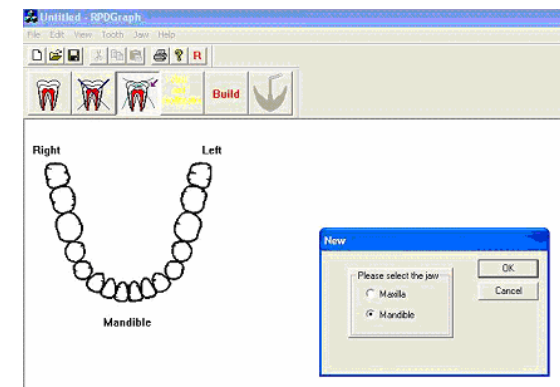 Untitled - RPDGraph
File Edit View Tooth Jaw Help
R
Build
Right Left
Mandible
New
Please select the jaw
Maxilla
Mandible
OK
Cancel